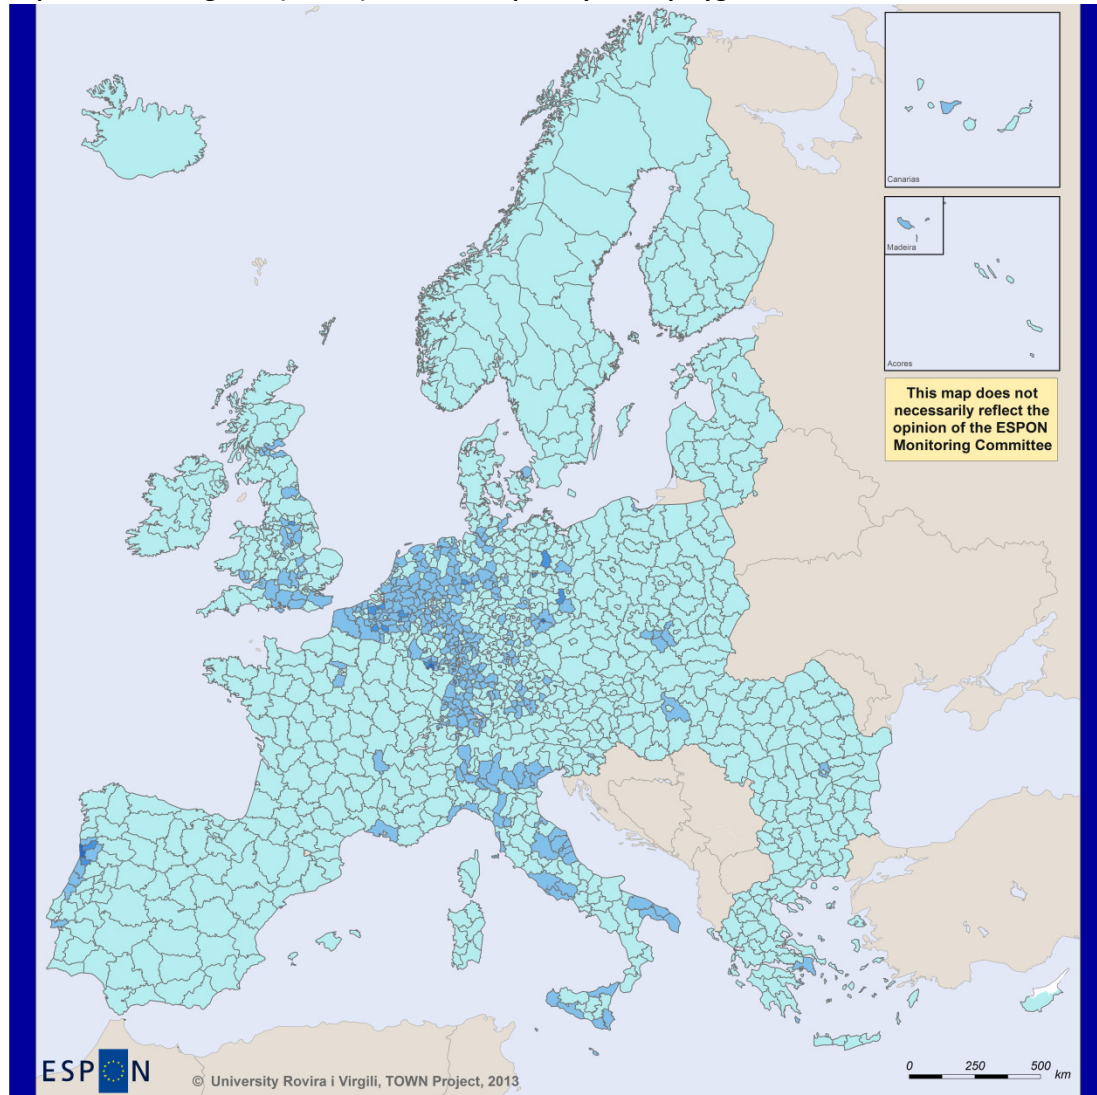 Canarias
Madeira
Acores
This map does not
necessarily reflect the
opinion of the ESPON
Monitoring Committee
ESPON
© University Rovira i Virgili, TOWN Project, 2013
0 250 500
km